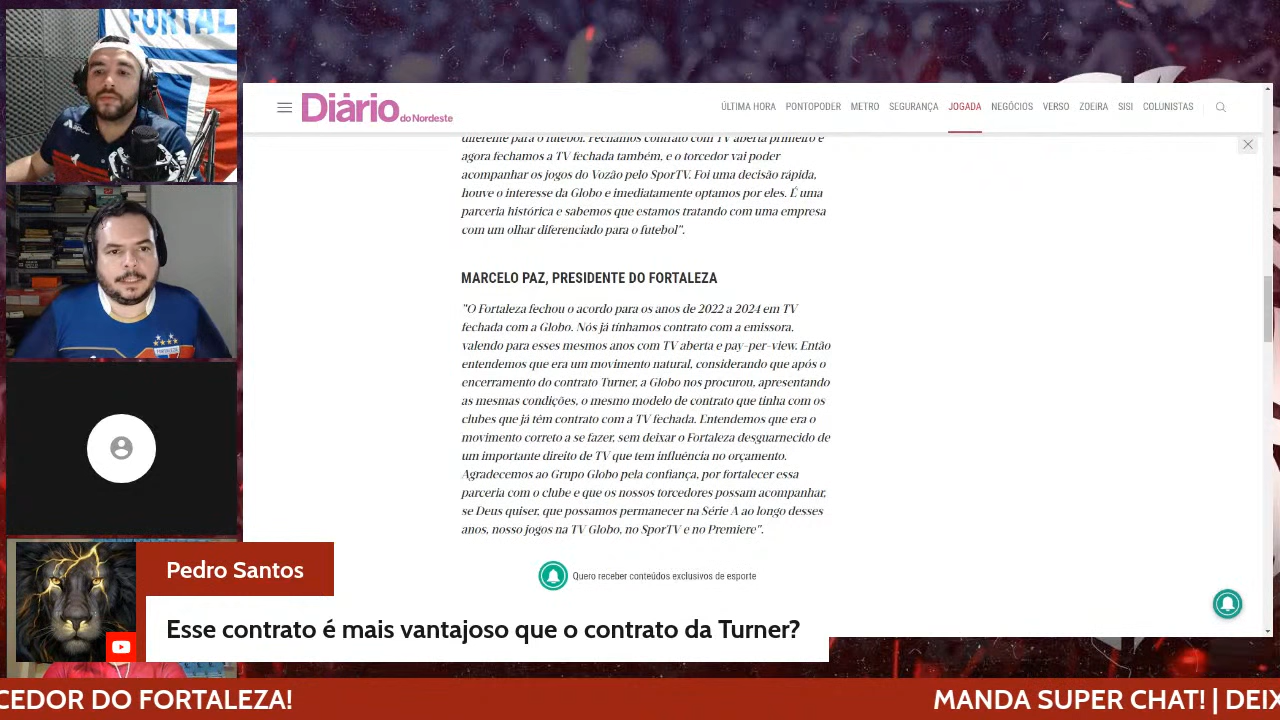 FORTAL
Diário do Nordeste
ÚLTIMA HORA PONTOPODER METRO SEGURANÇA JOGADA NEGÓCIOS VERSO ZOEIRA SISI COLUNISTAS
diferente para o futebol. Fechamos contrato com TV aberta primeiro e
agora fechamos a TV fechada também, e o torcedor vai poder
acompanhar os jogos do Vozão pelo SporTV. Foi uma decisão rápida,
houve o interesse da Globo e imediatamente optamos por eles. É uma
parceria histórica e sabemos que estamos tratando com uma empresa
com um olhar diferenciado para o futebol".
MARCELO PAZ, PRESIDENTE DO FORTALEZA
"O Fortaleza fechou o acordo para os anos de 2022 a 2024 em TV
fechada com a Globo. Nós já tínhamos contrato com a emissora,
valendo para esses mesmos anos com TV aberta e pay-per-view. Então
entendemos que era um movimento natural, considerando que após o
encerramento do contrato Turner, a Globo nos procurou, apresentando
as mesmas condições, o mesmo modelo de contrato que tinha com os
clubes que já têm contrato com a TV fechada. Entendemos que era o
movimento correto a se fazer, sem deixar o Fortaleza desguarnecido de
um importante direito de TV que tem influência no orçamento.
Agradecemos ao Grupo Globo pela confiança, por fortalecer essa
parceria com o clube e que os nossos torcedores possam acompanhar,
se Deus quiser, que possamos permanecer na Série A ao longo desses
anos, nosso jogos na TV Globo, no SporTV e no Premiere".
Quero receber conteúdos exclusivos de esporte
Pedro Santos
Esse contrato é mais vantajoso que o contrato da Turner?
CEDOR DO FORTALEZA! MANDA SUPER CHAT! | DEIX